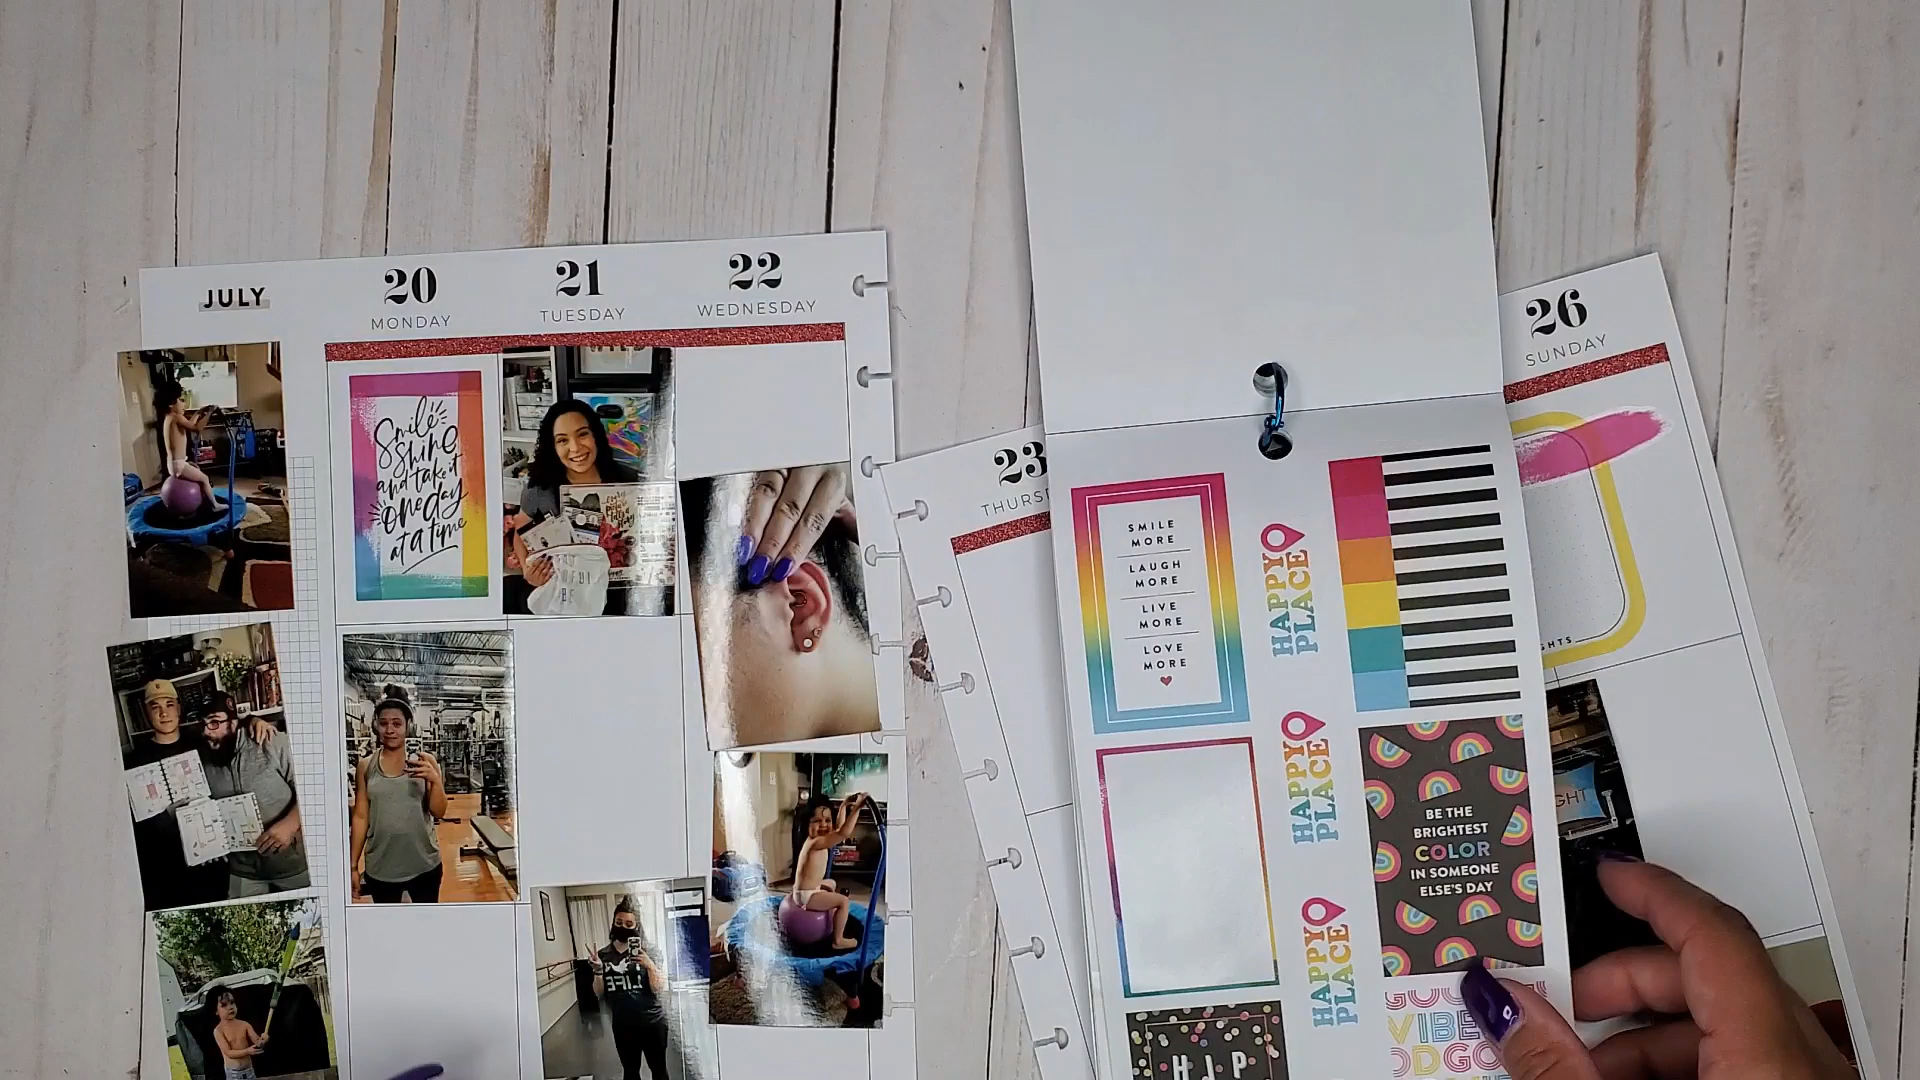 JULY
20
MONDAY
21
TUESDAY
22
WEDNESDAY
Smile
Shine
and take it
one day
at a time
LIFE
23
26
SUNDAY
SMILE
MORE
LAUGH
MORE
LIVE
MORE
LOVE
MORE
HAPPY
PLACE
HAPPY
PLACE
HAPPY
PLACE
BE THE
BRIGHTEST
COLOR
IN SOMEONE
ELSE'S DAY